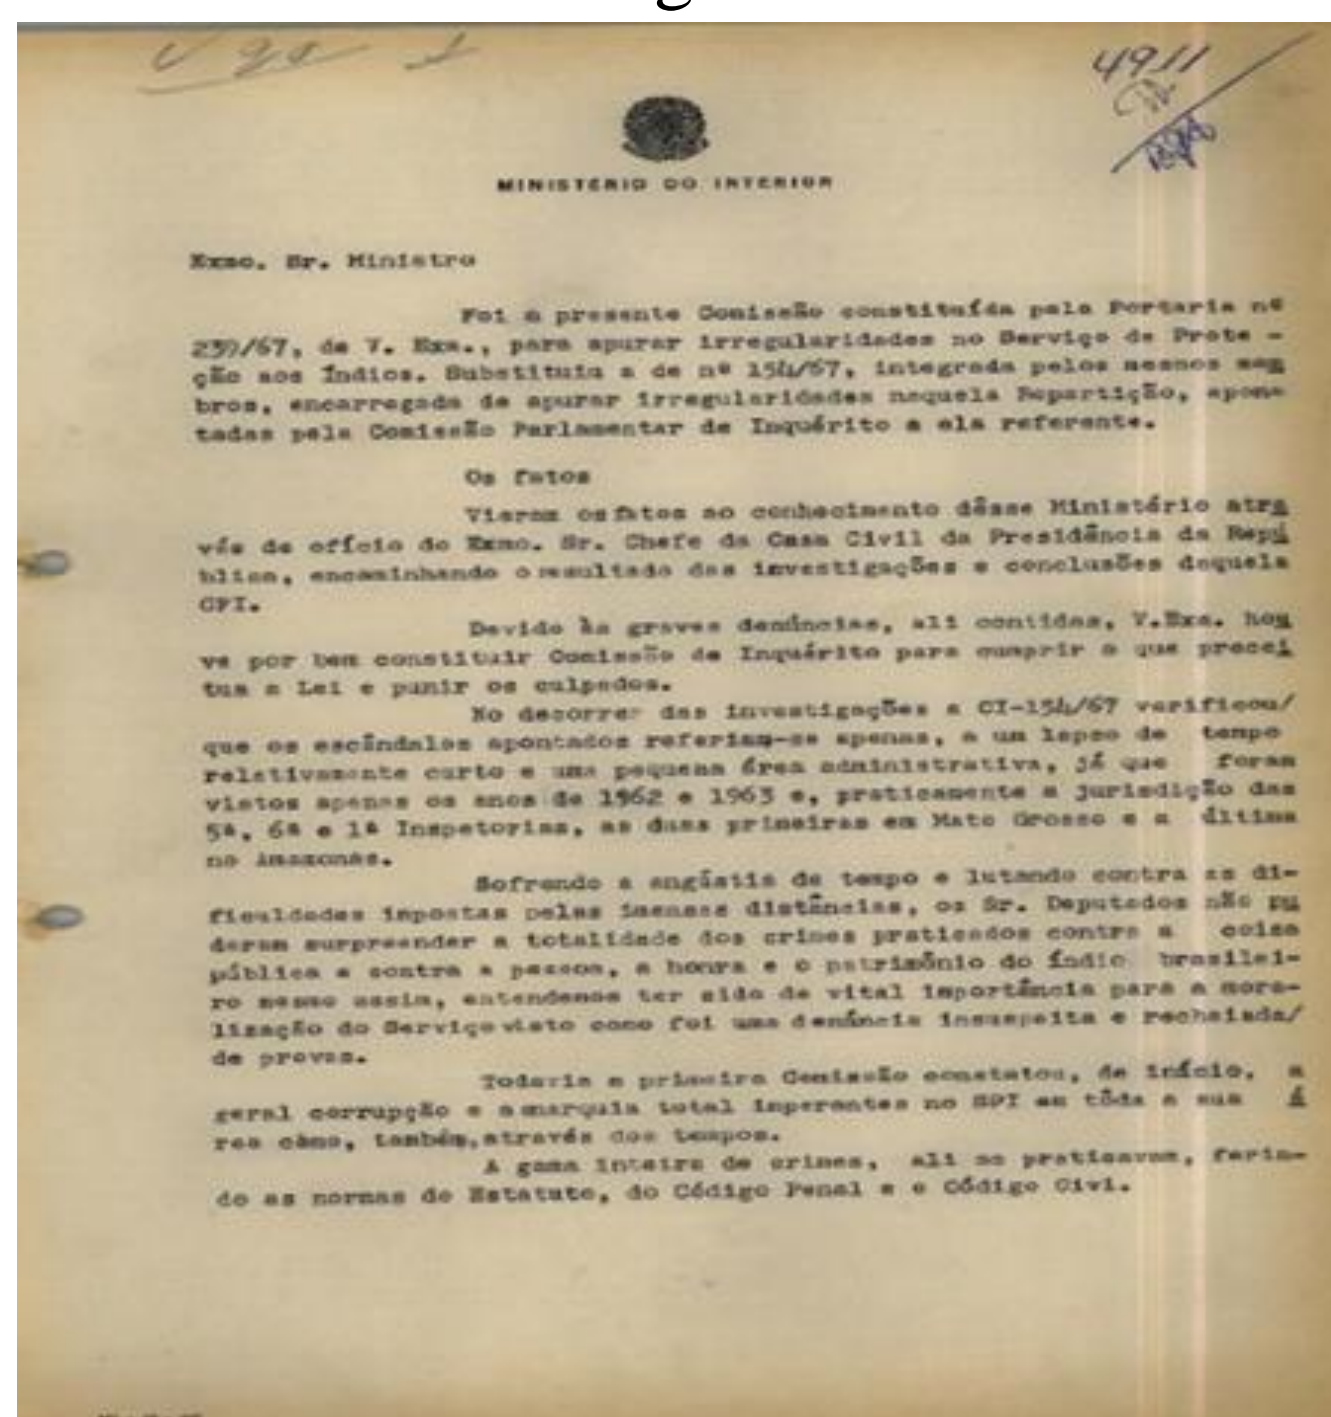 4911
MINISTÉRIO DO INTERIOR
Exmo. Sr. Ministro
Foi a presente Comissão constituída pela Portaria nº
239/67, de V. Exa., para apurar irregularidades no Serviço de Prote -
ção aos Índios. Substituiu a de nº 154/67, integrada pelos mesmos mem
bros, encarregada de apurar irregularidades naquela Repartição, apon-
tadas pela Comissão Parlamentar de Inquérito a ela referente.
Os fatos
Vieram os fatos ao conhecimento dêsse Ministério atra
vés de ofício do Exmo. Sr. Chefe da Casa Civil da Presidência da Repú
blica, encaminhando o resultado das investigações e conclusões daquela
CPI.
Devido às graves denúncias, ali contidas, V.Exa. hou
ve por bem constituir Comissão de Inquérito para cumprir o que precei
tua a Lei e punir os culpados.
No decorrer das investigações a CI-154/67 verificou/
que os escândalos apontados referiam-se apenas, a um lapso de tempo
relativamente curto e uma pequena área administrativa, já que foram
vistos apenas os anos de 1962 e 1963 e, praticamente a jurisdição das
5ª, 6ª e 1ª Inspetorias, as duas primeiras em Mato Grosso e a última
no Amazonas.
Sofrendo a angústia de tempo e lutando contra as di-
ficuldades impostas pelas imensas distâncias, os Sr. Deputados não pu
deram surpreender a totalidade dos crimes praticados contra a coisa
pública e contra a pessoa, a honra e o patrimônio do índio brasilei-
ro mesmo assim, entendemos ter sido de vital importância para a mora-
lização do Serviço visto como foi uma denúncia insuspeita e recheiada/
de provas.
Todavia a primeira Comissão constatou, de início, a
geral corrupção e anarquia total imperantes no SPI em tôda a sua á
rea cômo, também, através dos tempos.
A gama inteira de crimes, ali se praticavam, ferin-
do as normas do Estatuto, do Código Penal e o Código Civi.